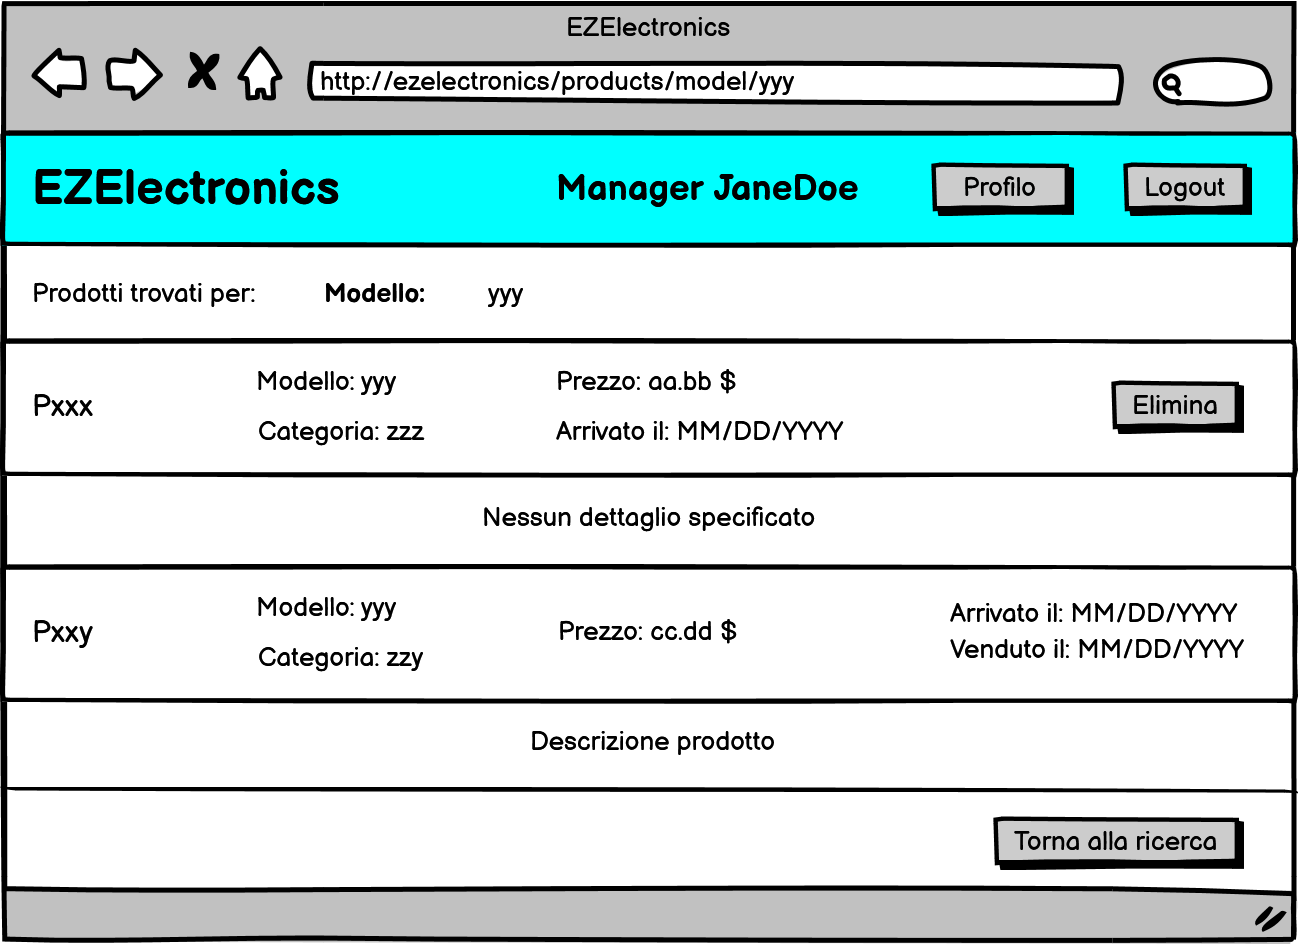 EZElectronics
http://ezelectronics/products/model/yyy
EZElectronics Manager JaneDoe Profilo Logout
Prodotti trovati per: Modello: yyy
Pxxx
Modello: yyy Prezzo: aa.bb $
Categoria: zzz Arrivato il: MM/DD/YYYY
Elimina
Nessun dettaglio specificato
Pxxy
Modello: yyy
Categoria: zzy
Prezzo: cc.dd $
Arrivato il: MM/DD/YYYY
Venduto il: MM/DD/YYYY
Descrizione prodotto
Torna alla ricerca